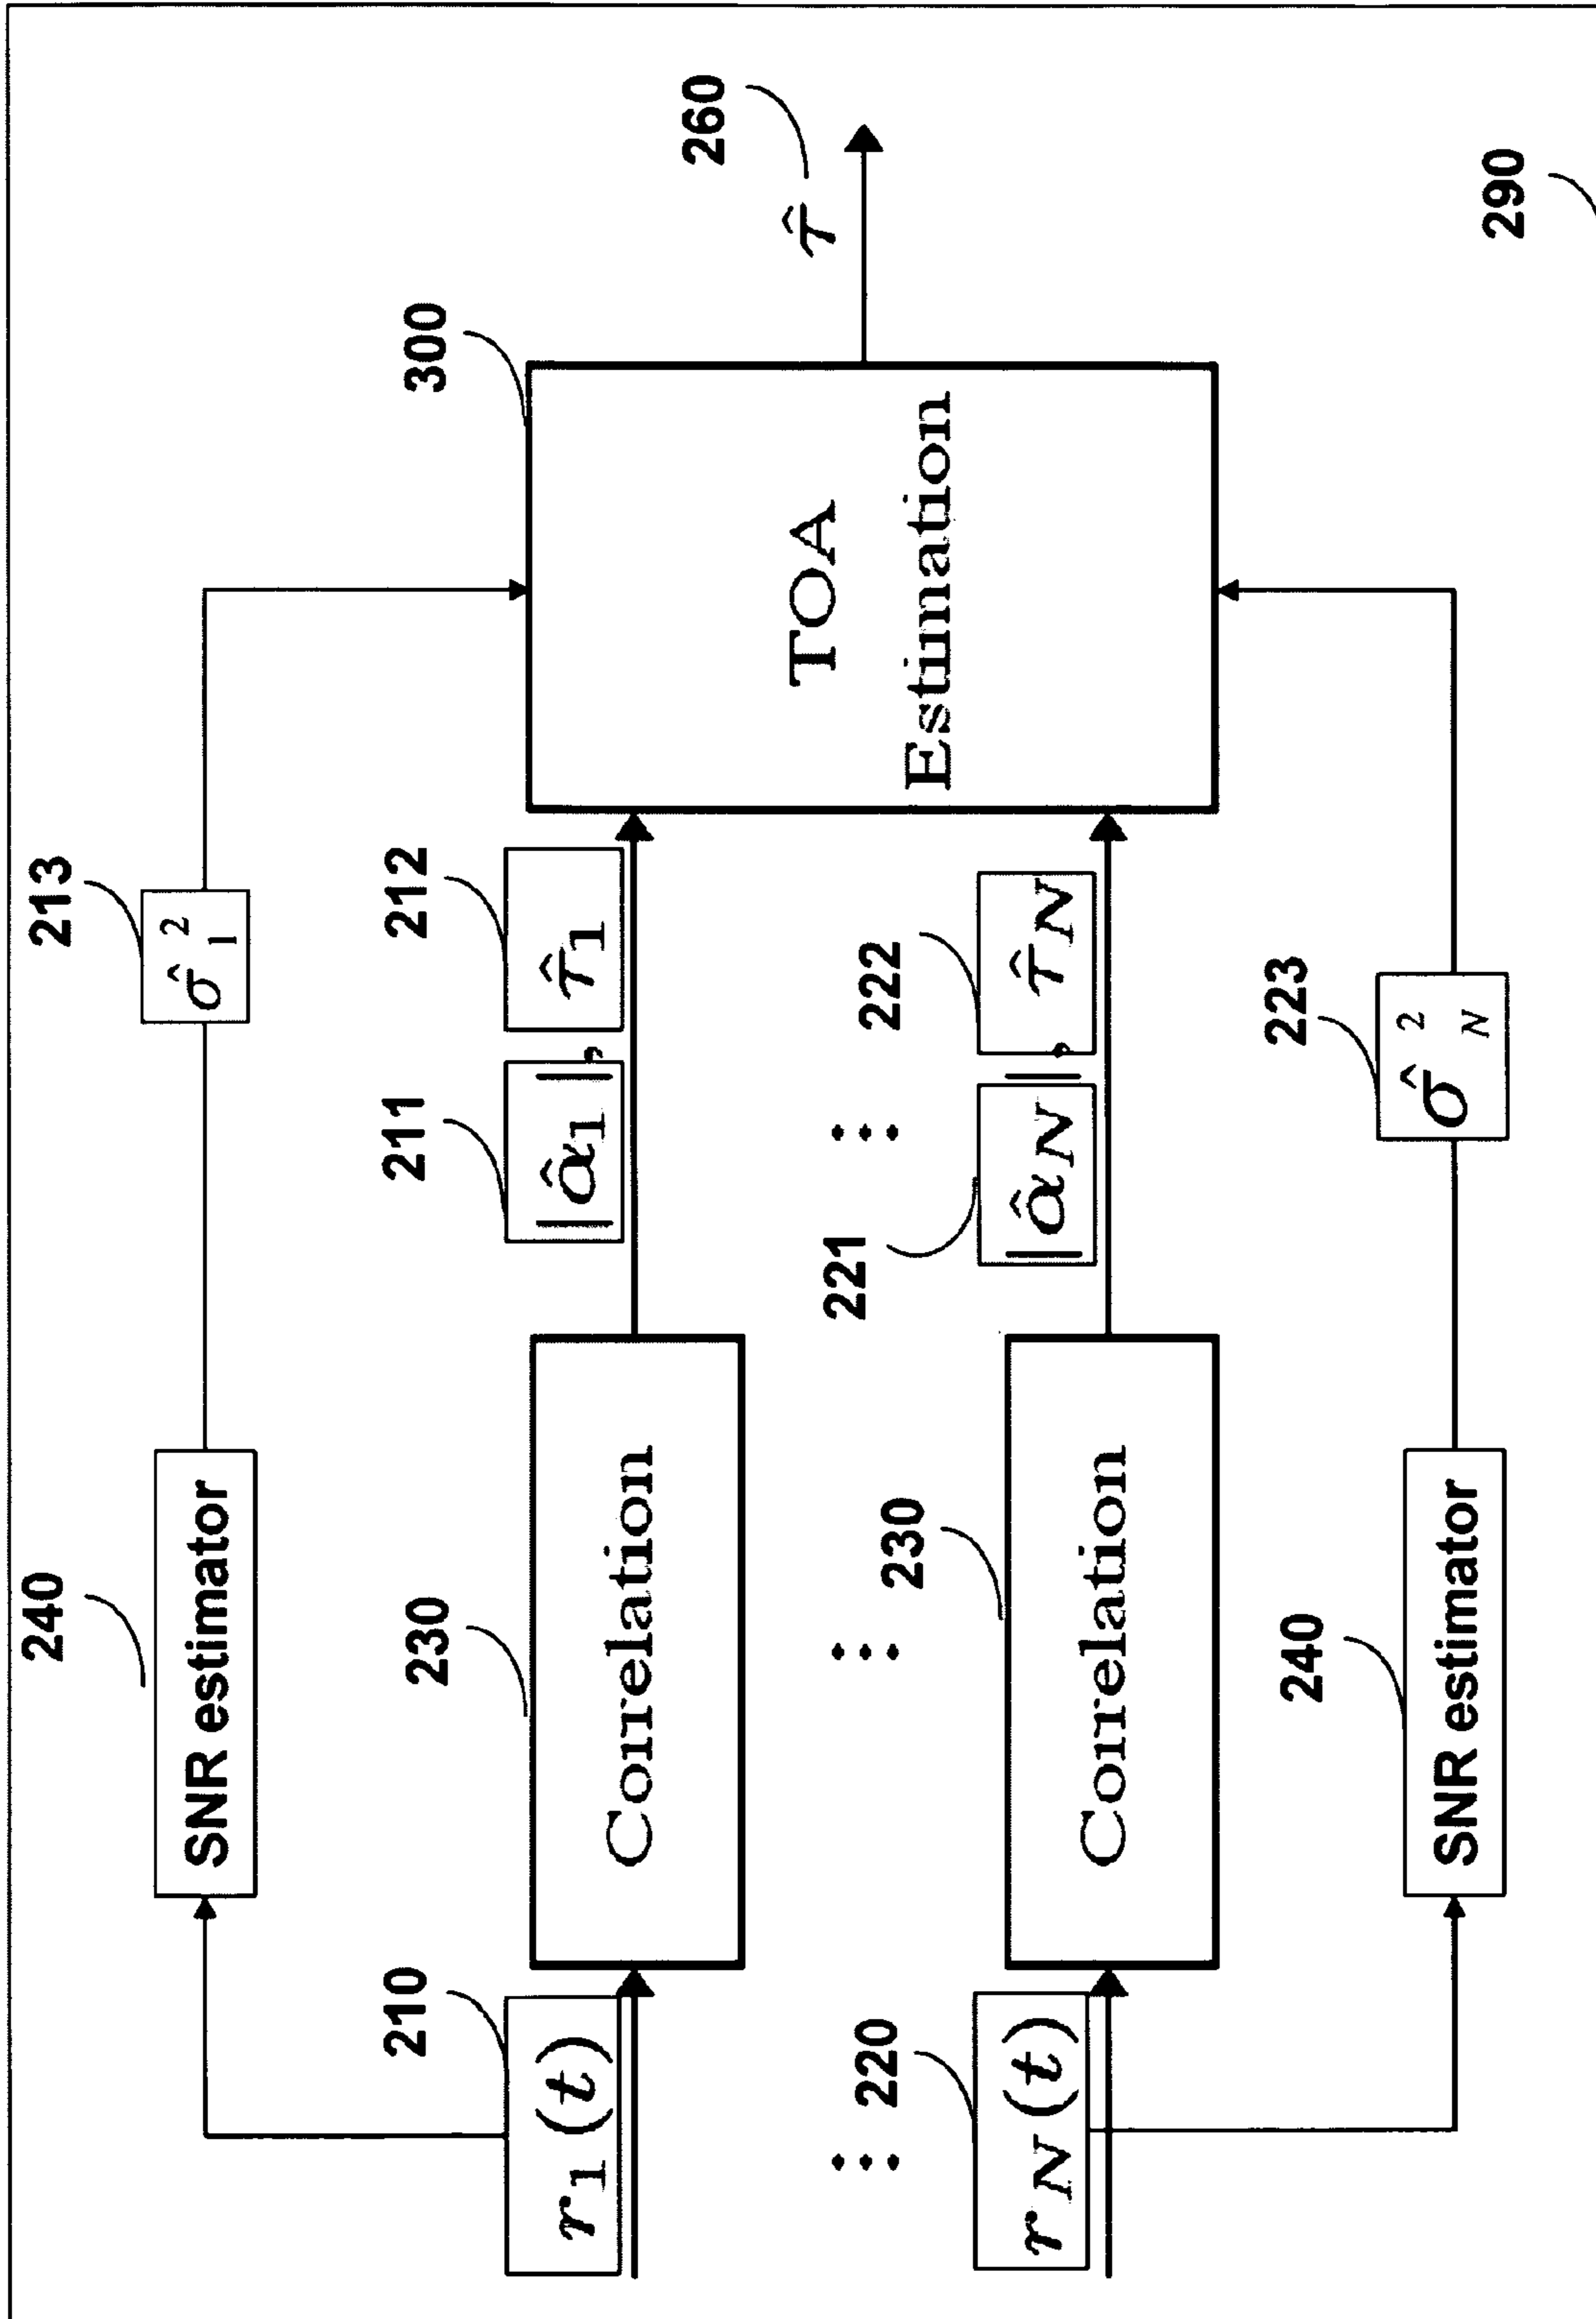 240
SNR estimator
213
σ̂₁²
210
r₁(t)
230
Correlation
211
|α̂₁|,
212
τ̂₁
300
TOA
Estimation
τ̂
260
⋮ ⋮ ⋮
220
r_N(t)
230
Correlation
221
|α̂_N|,
222
τ̂_N
240
SNR estimator
223
σ̂²_N
290